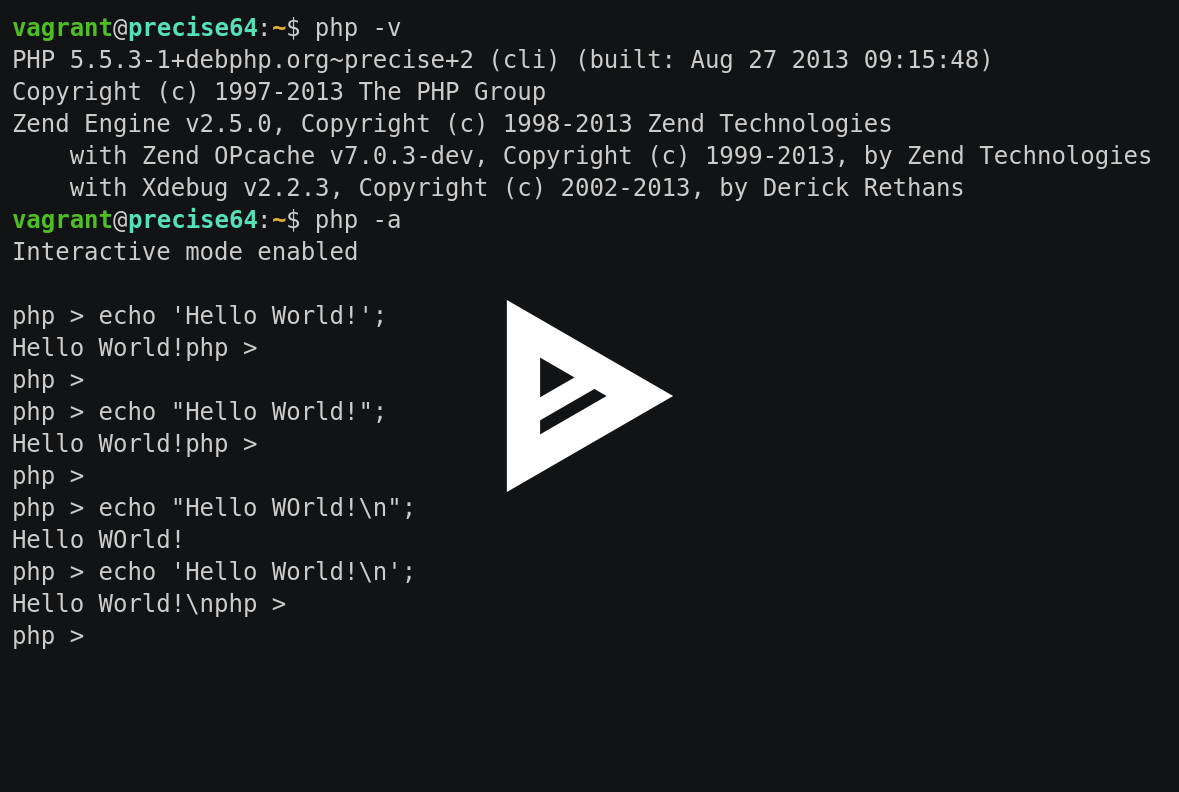 vagrant@precise64:~$ php -v
PHP 5.5.3-1+debphp.org~precise+2 (cli) (built: Aug 27 2013 09:15:48)
Copyright (c) 1997-2013 The PHP Group
Zend Engine v2.5.0, Copyright (c) 1998-2013 Zend Technologies
    with Zend OPcache v7.0.3-dev, Copyright (c) 1999-2013, by Zend Technologies
    with Xdebug v2.2.3, Copyright (c) 2002-2013, by Derick Rethans
vagrant@precise64:~$ php -a
Interactive mode enabled

php > echo 'Hello World!';
Hello World!php >
php >
php > echo "Hello World!";
Hello World!php >
php >
php > echo "Hello WOrld!\n";
Hello WOrld!
php > echo 'Hello World!\n';
Hello World!\nphp >
php >